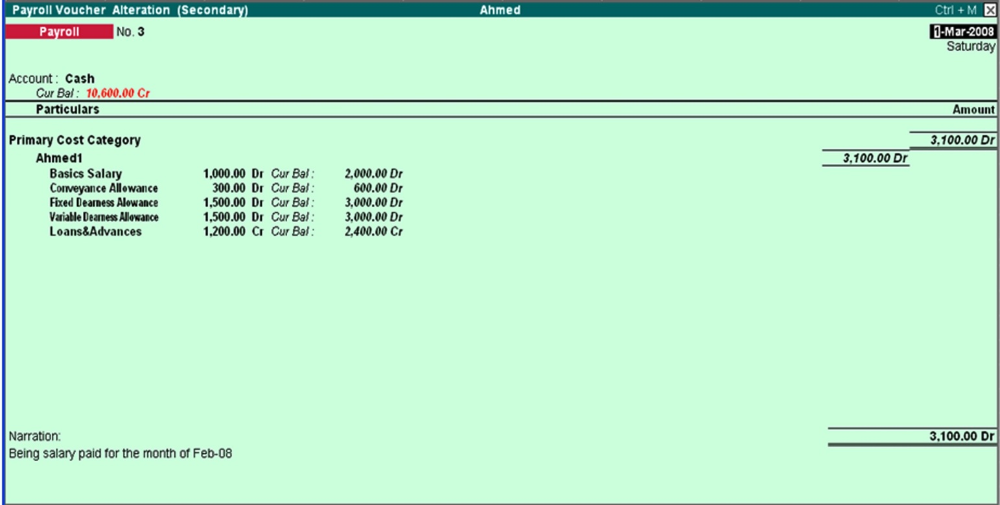 Payroll Voucher Alteration (Secondary) Ahmed Ctrl + M
Payroll No. 3 1-Mar-2008
Saturday
Account : Cash
Cur Bal : 10,600.00 Cr
Particulars Amount
Primary Cost Category 3,100.00 Dr
Ahmed1 3,100.00 Dr
Basics Salary 1,000.00 Dr Cur Bal : 2,000.00 Dr
Conveyance Allowance 300.00 Dr Cur Bal : 600.00 Dr
Fixed Dearness Alowance 1,500.00 Dr Cur Bal : 3,000.00 Dr
Variable Dearness Allowance 1,500.00 Dr Cur Bal : 3,000.00 Dr
Loans&Advances 1,200.00 Cr Cur Bal : 2,400.00 Cr
Narration: 3,100.00 Dr
Being salary paid for the month of Feb-08